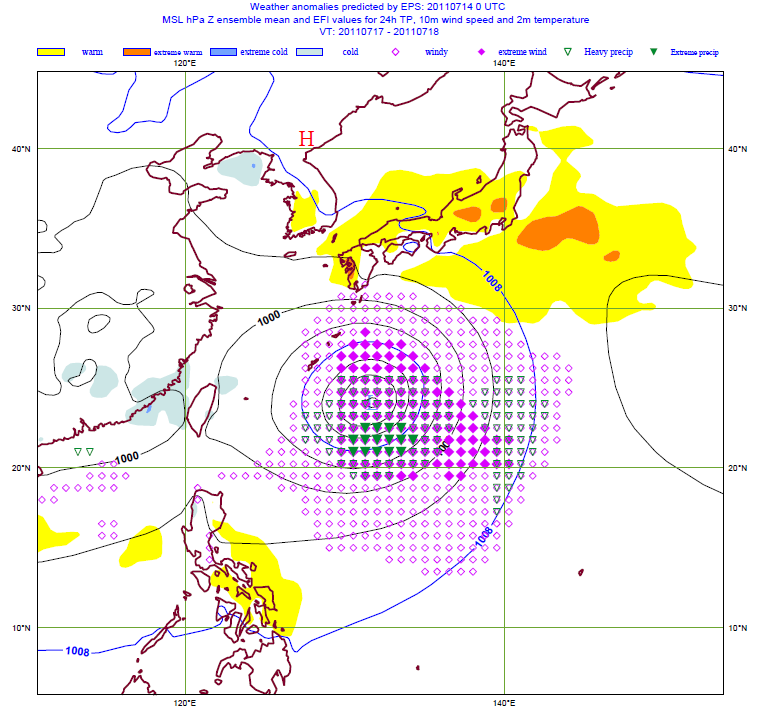 Weather anomalies predicted by EPS: 20110714 0 UTC
MSL hPa Z ensemble mean and EFI values for 24h TP, 10m wind speed and 2m temperature
VT: 20110717 - 20110718
warm extreme warm extreme cold cold windy extreme wind Heavy precip Extreme precip
120°E 140°E
H
40°N 40°N
1008
30°N 30°N
1000
1000
20°N 20°N
1008
10°N 10°N
1008
120°E 140°E